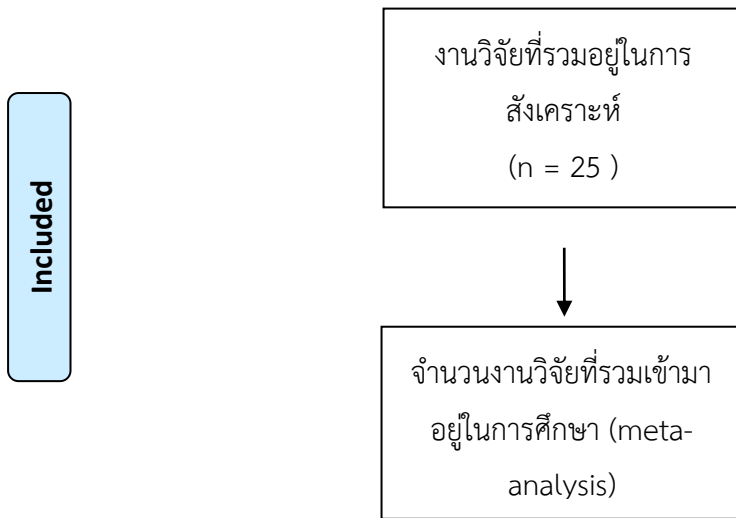 งานวิจัยที่รวมอยู่ในการ
สังเคราะห์
(n = 25 )
Included
จำนวนงานวิจัยที่รวมเข้ามา
อยู่ในการศึกษา (meta-
analysis)